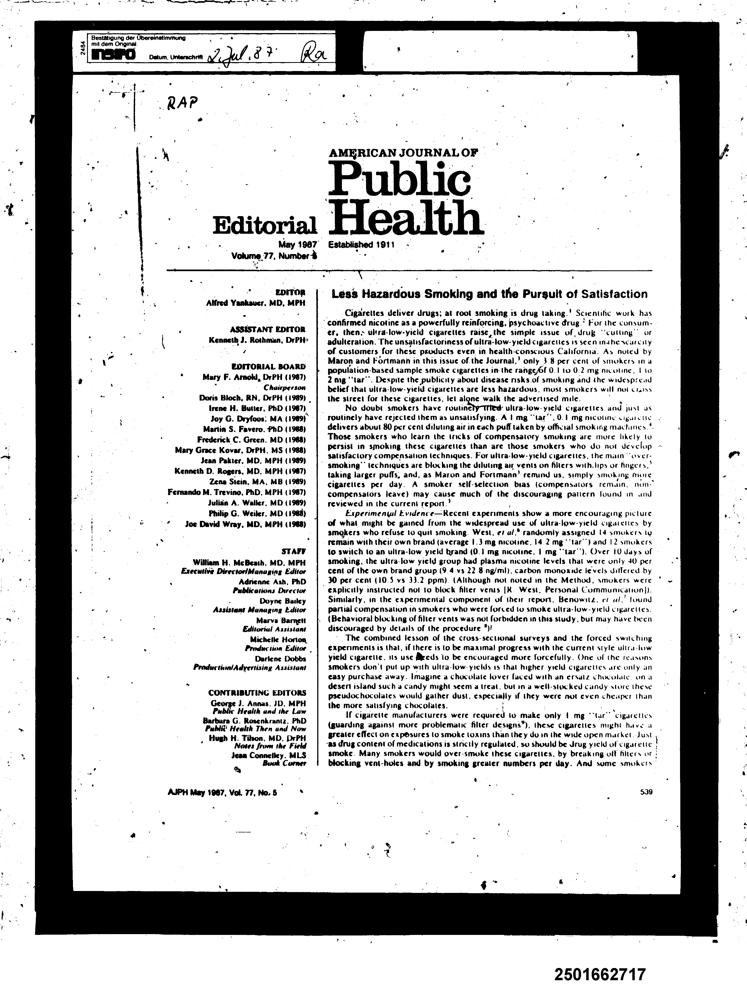 2484
Bestätigung der Übereinstimmung
mit dem Original
INBIFO Datum, Unterschrift 2. Jul. 87 Ra
RAP
AMERICAN JOURNAL OF
Public
Editorial Health
May 1987 Established 1911
Volume 77, Number 5
EDITOR
Alfred Yankauer, MD, MPH
ASSISTANT EDITOR
Kenneth J. Rothman, DrPH
EDITORIAL BOARD
Mary F. Arnold, DrPH (1987)
Chairperson
Doris Bloch, RN, DrPH (1989)
Irene H. Butter, PhD (1987)
Joy G. Dryfoos, MA (1989)
Martin S. Favero, PhD (1988)
Frederick C. Green, MD (1988)
Mary Grace Kovar, DrPH, MS (1988)
Jean Pakter, MD, MPH (1989)
Kenneth D. Rogers, MD, MPH (1987)
Zena Stein, MA, MB (1989)
Fernando M. Trevino, PhD, MPH (1987)
Julian A. Waller, MD (1989)
Philip G. Weiler, MD (1988)
Joe David Wray, MD, MPH (1988)
STAFF
William H. McBeath, MD, MPH
Executive Director/Managing Editor
Adrienne Ash, PhD
Publications Director
Doyne Bailey
Assistant Managing Editor
Marva Barnett
Editorial Assistant
Michelle Horton
Production Editor
Darlene Dobbs
Production/Advertising Assistant
CONTRIBUTING EDITORS
George J. Annas, JD, MPH
Public Health and the Law
Barbara G. Rosenkrantz, PhD
Public Health Then and Now
Hugh H. Tilson, MD, DrPH
Notes from the Field
Jean Connelley, MLS
Book Corner
Less Hazardous Smoking and the Pursuit of Satisfaction
Cigarettes deliver drugs; at root smoking is drug taking.1 Scientific work has
confirmed nicotine as a powerfully reinforcing, psychoactive drug.2 For the consum-
er, then, ultra-low-yield cigarettes raise the simple issue of drug "cutting" or
adulteration. The unsatisfactoriness of ultra-low-yield cigarettes is seen in the scarcity
of customers for these products even in health-conscious California. As noted by
Maron and Fortmann in this issue of the Journal,3 only 3.8 per cent of smokers in a
population-based sample smoke cigarettes in the range of 0.1 to 0.2 mg nicotine, 1 to
2 mg "tar". Despite the publicity about disease risks of smoking and the widespread
belief that ultra-low-yield cigarettes are less hazardous, most smokers will not cross
the street for these cigarettes, let alone walk the advertised mile.
No doubt smokers have routinely tried ultra-low-yield cigarettes and just as
routinely have rejected them as unsatisfying. A 1 mg "tar", 0.1 mg nicotine cigarette
delivers about 80 per cent diluting air in each puff taken by official smoking machines.4
Those smokers who learn the tricks of compensatory smoking are more likely to
persist in smoking these cigarettes than are those smokers who do not develop
satisfactory compensation techniques. For ultra-low-yield cigarettes, the main "over-
smoking" techniques are blocking the diluting air vents on filters with lips or fingers,5
taking larger puffs, and, as Maron and Fortmann3 remind us, simply smoking more
cigarettes per day. A smoker self-selection bias (compensators remain, non-
compensators leave) may cause much of the discouraging pattern found in and
reviewed in the current report.3
Experimental Evidence—Recent experiments show a more encouraging picture
of what might be gained from the widespread use of ultra-low-yield cigarettes by
smokers who refuse to quit smoking. West, et al,6 randomly assigned 14 smokers to
remain with their own brand (average 1.3 mg nicotine, 14.2 mg "tar") and 12 smokers
to switch to an ultra-low yield brand (0.1 mg nicotine, 1 mg "tar"). Over 10 days of
smoking, the ultra-low yield group had plasma nicotine levels that were only 40 per
cent of the own brand group (9.4 vs 22.8 ng/ml), carbon monoxide levels differed by
30 per cent (10.5 vs 33.2 ppm). (Although not noted in the Method, smokers were
explicitly instructed not to block filter vents [R. West, Personal Communication]).
Similarly, in the experimental component of their report, Benowitz, et al,7 found
partial compensation in smokers who were forced to smoke ultra-low-yield cigarettes.
(Behavioral blocking of filter vents was not forbidden in this study, but may have been
discouraged by details of the procedure 8)!
The combined lesson of the cross-sectional surveys and the forced switching
experiments is that, if there is to be maximal progress with the current style ultra-low
yield cigarette, its use needs to be encouraged more forcefully. One of the reasons
smokers don't put up with ultra-low-yields is that higher yield cigarettes are only an
easy purchase away. Imagine a chocolate lover faced with an ersatz chocolate: on a
desert island such a candy might seem a treat, but in a well-stocked candy store these
pseudochocolates would gather dust, especially if they were not even cheaper than
the more satisfying chocolates.
If cigarette manufacturers were required to make only 1 mg "tar" cigarettes
(guarding against more problematic filter designs9), these cigarettes might have a
greater effect on exposures to smoke toxins than they do in the wide open market. Just
as drug content of medications is strictly regulated, so should be drug yield of cigarette
smoke. Many smokers would over-smoke these cigarettes, by breaking off filters or
blocking vent-holes and by smoking greater numbers per day. And some smokers
AJPH May 1987, Vol. 77, No. 5
539
2501662717